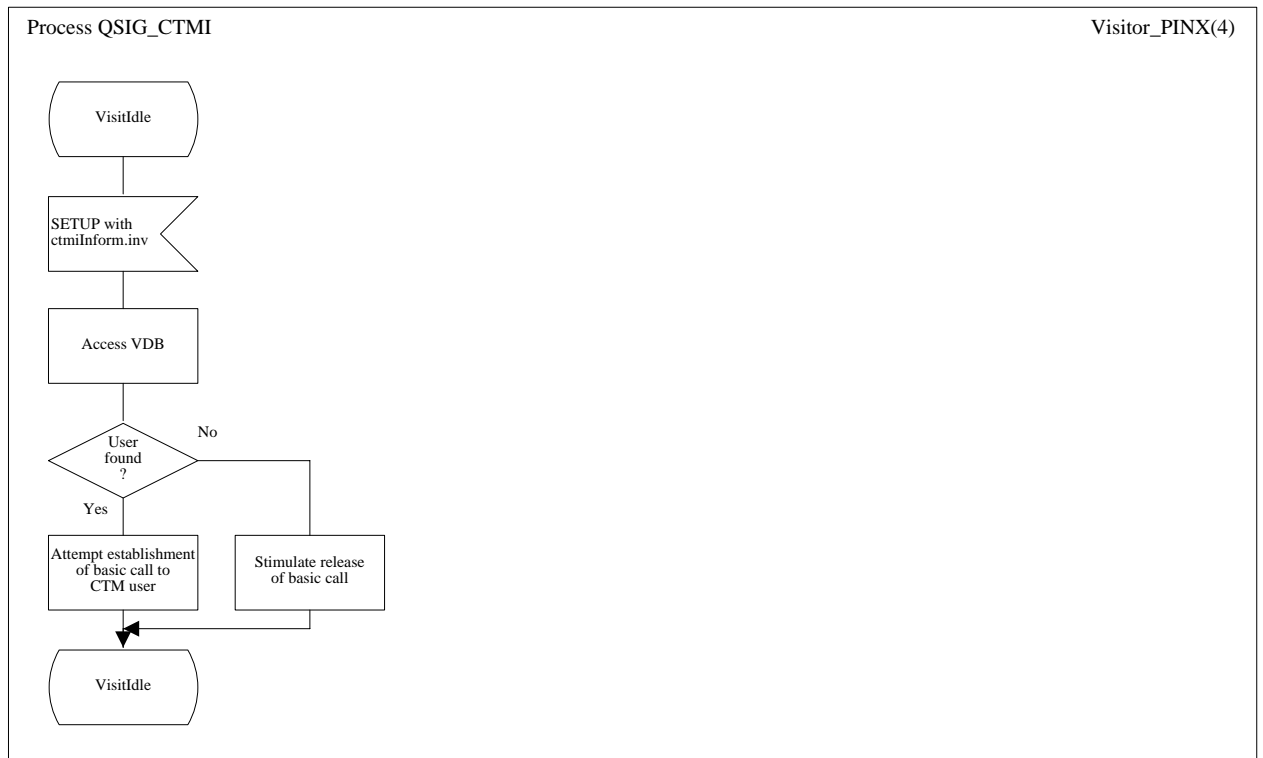 Process QSIG_CTMI
Visitor_PINX(4)
VisitIdle
SETUP with
ctmiInform.inv
Access VDB
User
found
?
No
Yes
Attempt establishment
of basic call to
CTM user
Stimulate release
of basic call
VisitIdle